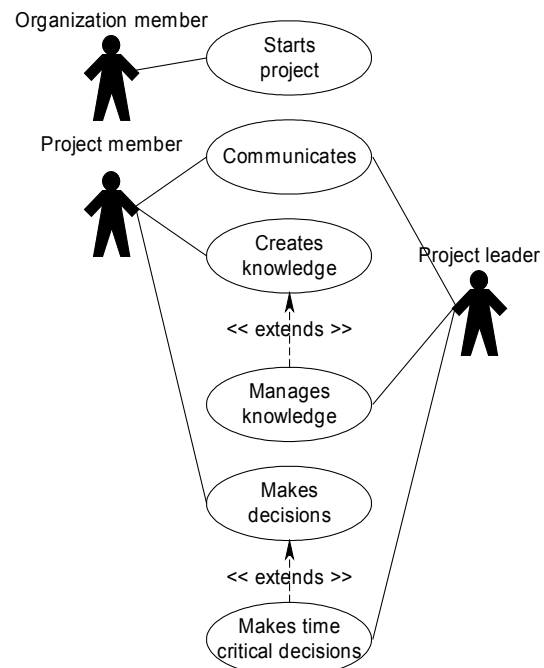 Organization member
Starts
project
Project member
Communicates
Creates
knowledge
Project leader
<< extends >>
Manages
knowledge
Makes
decisions
<< extends >>
Makes time
critical decisions